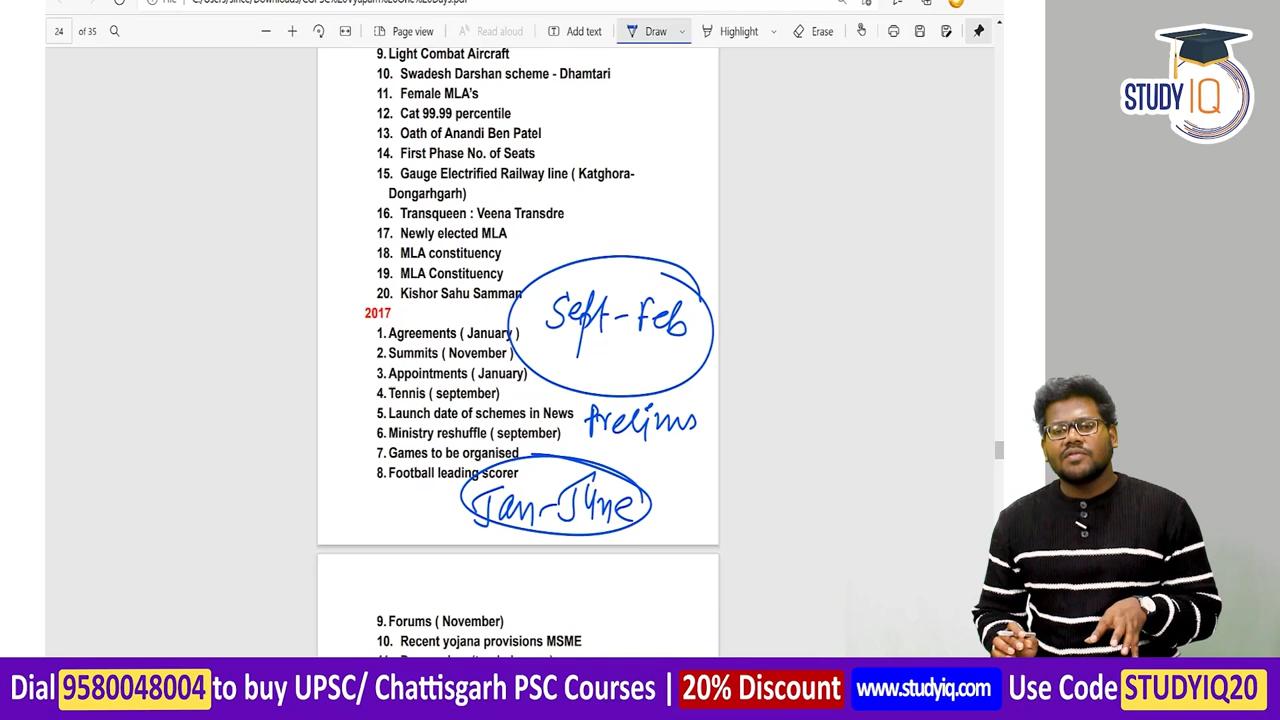 24 of 35
Page view
Read aloud
Add text
Draw
Highlight
Erase
STUDY IQ
9. Light Combat Aircraft
10. Swadesh Darshan scheme - Dhamtari
11. Female MLA's
12. Cat 99.99 percentile
13. Oath of Anandi Ben Patel
14. First Phase No. of Seats
15. Gauge Electrified Railway line ( Katghora-
Dongarhgarh)
16. Transqueen : Veena Transdre
17. Newly elected MLA
18. MLA constituency
19. MLA Constituency
20. Kishor Sahu Samman
Sept - Feb
2017
1. Agreements ( January )
2. Summits ( November )
3. Appointments ( January)
4. Tennis ( september)
5. Launch date of schemes in News
Prelims
6. Ministry reshuffle ( september)
7. Games to be organised
8. Football leading scorer
Jan - June
9. Forums ( November)
10. Recent yojana provisions MSME
Dial 9580048004 to buy UPSC/ Chattisgarh PSC Courses | 20% Discount www.studyiq.com Use Code STUDYIQ20